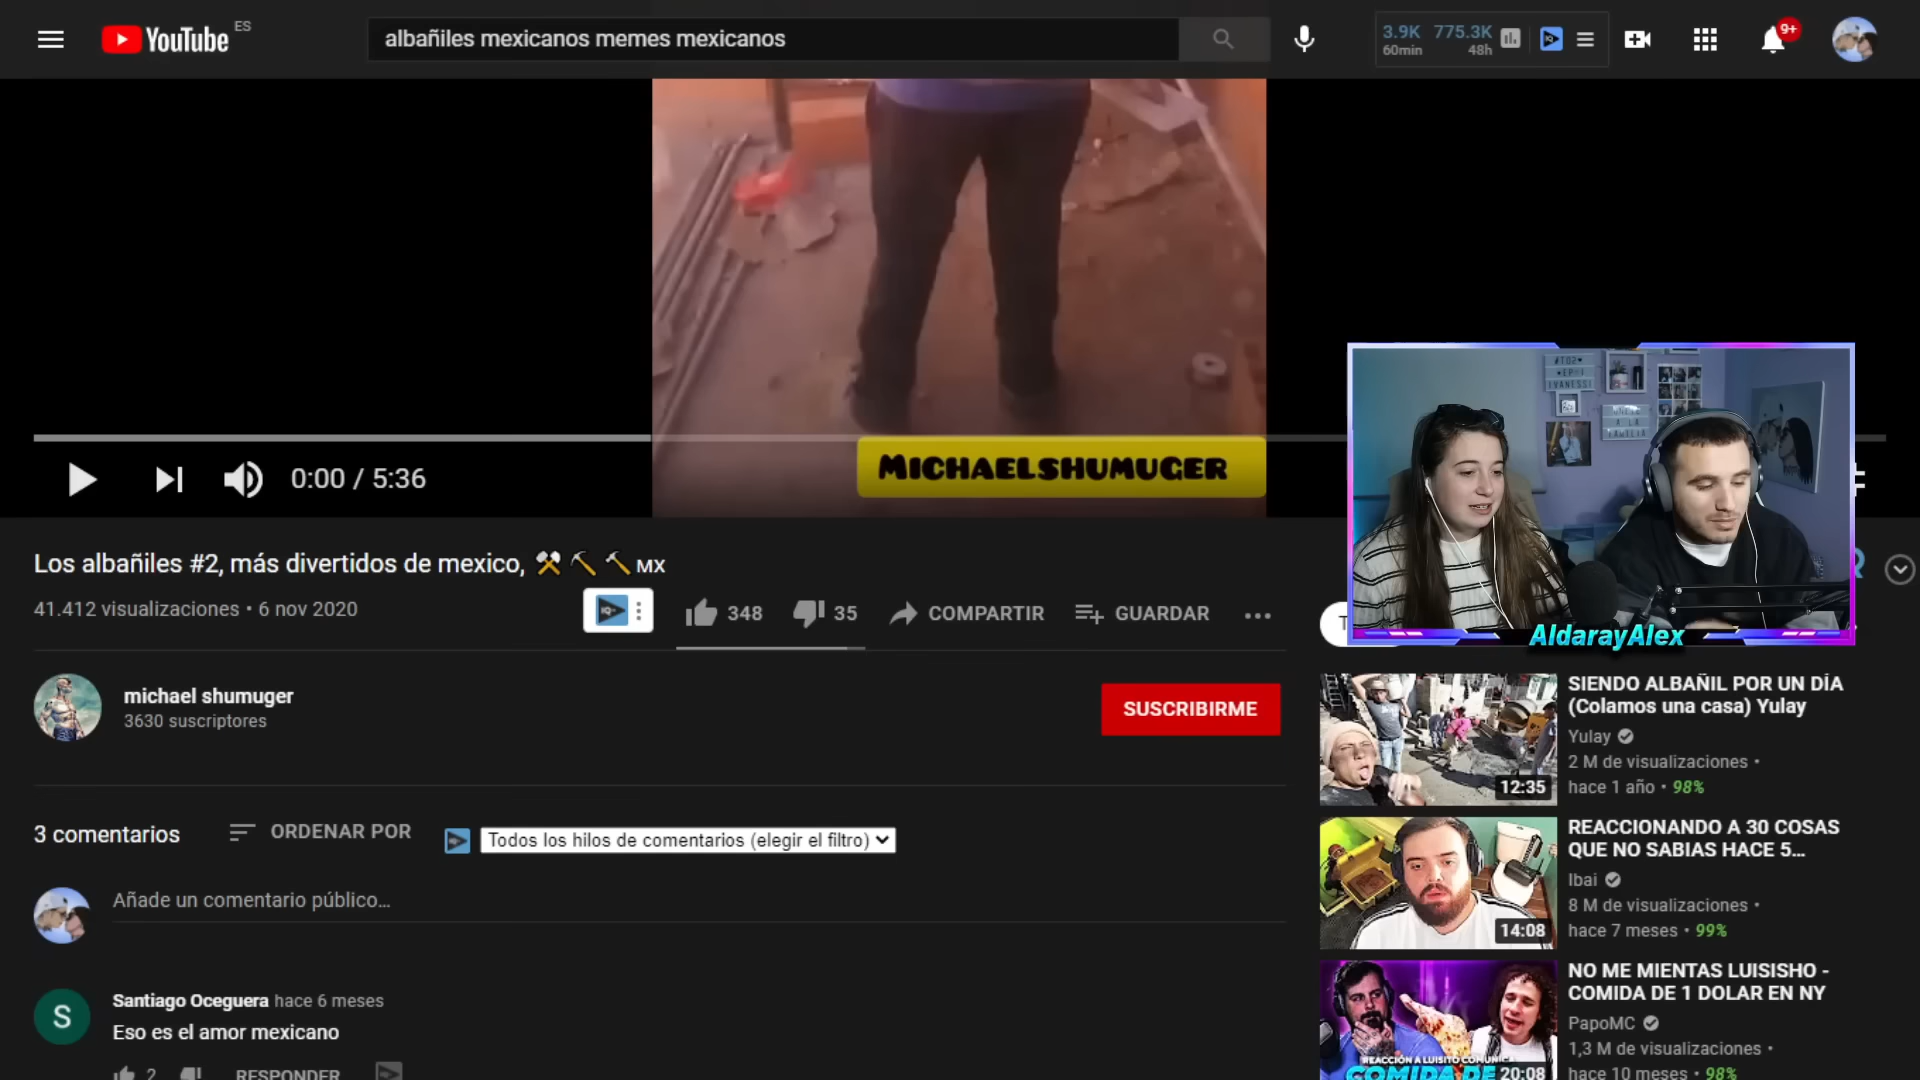 YouTube ES
albañiles mexicanos memes mexicanos
3.9K 775.3K
60min 48h
9+
MICHAELSHUMUGER
0:00 / 5:36
#TO2♥
AldarayAlex
Los albañiles #2, más divertidos de mexico, ⚒️⛏️🔨MX
41.412 visualizaciones • 6 nov 2020
348
35
COMPARTIR
GUARDAR
michael shumuger
3630 suscriptores
SUSCRIBIRME
3 comentarios
ORDENAR POR
Todos los hilos de comentarios (elegir el filtro)
Añade un comentario público...
S
Santiago Oceguera hace 6 meses
Eso es el amor mexicano
2
RESPONDER
12:35
SIENDO ALBAÑIL POR UN DÍA
(Colamos una casa) Yulay
Yulay
2 M de visualizaciones •
hace 1 año • 98%
14:08
REACCIONANDO A 30 COSAS
QUE NO SABIAS HACE 5...
Ibai
8 M de visualizaciones •
hace 7 meses • 99%
REACCIÓN A LUISITO COMUNICA
COMIDA DE
20:08
NO ME MIENTAS LUISISHO -
COMIDA DE 1 DOLAR EN NY
PapoMC
1,3 M de visualizaciones •
hace 10 meses • 98%